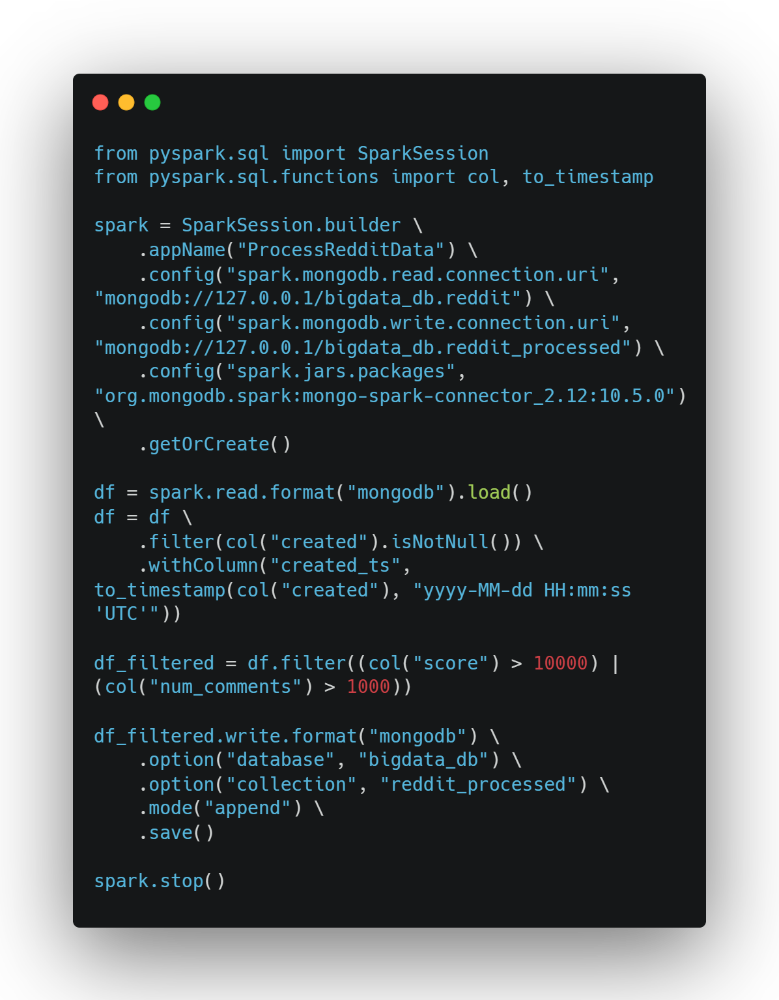 from pyspark.sql import SparkSession
from pyspark.sql.functions import col, to_timestamp

spark = SparkSession.builder \
    .appName("ProcessRedditData") \
    .config("spark.mongodb.read.connection.uri",
"mongodb://127.0.0.1/bigdata_db.reddit") \
    .config("spark.mongodb.write.connection.uri",
"mongodb://127.0.0.1/bigdata_db.reddit_processed") \
    .config("spark.jars.packages",
"org.mongodb.spark:mongo-spark-connector_2.12:10.5.0")
\
    .getOrCreate()

df = spark.read.format("mongodb").load()
df = df \
    .filter(col("created").isNotNull()) \
    .withColumn("created_ts",
to_timestamp(col("created"), "yyyy-MM-dd HH:mm:ss
'UTC'"))

df_filtered = df.filter((col("score") > 10000) |
(col("num_comments") > 1000))

df_filtered.write.format("mongodb") \
    .option("database", "bigdata_db") \
    .option("collection", "reddit_processed") \
    .mode("append") \
    .save()

spark.stop()